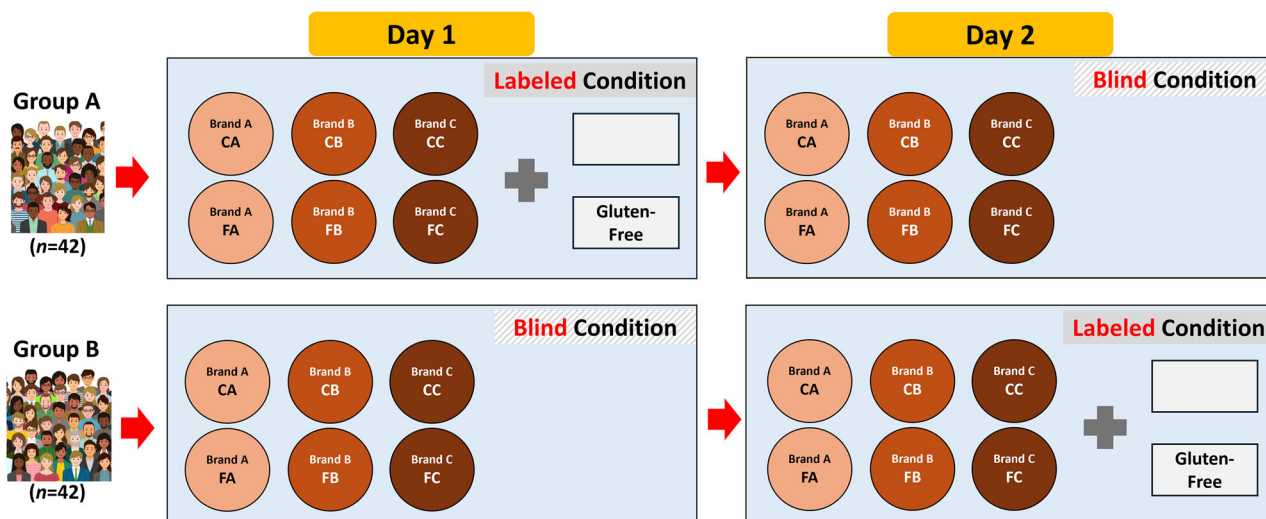 Day 1
Day 2
Group A
(n=42)
Labeled Condition
Brand A
CA
Brand B
CB
Brand C
CC
Brand A
FA
Brand B
FB
Brand C
FC
Gluten-
Free
Blind Condition
Brand A
CA
Brand B
CB
Brand C
CC
Brand A
FA
Brand B
FB
Brand C
FC
Group B
(n=42)
Blind Condition
Brand A
CA
Brand B
CB
Brand C
CC
Brand A
FA
Brand B
FB
Brand C
FC
Labeled Condition
Brand A
CA
Brand B
CB
Brand C
CC
Brand A
FA
Brand B
FB
Brand C
FC
Gluten-
Free